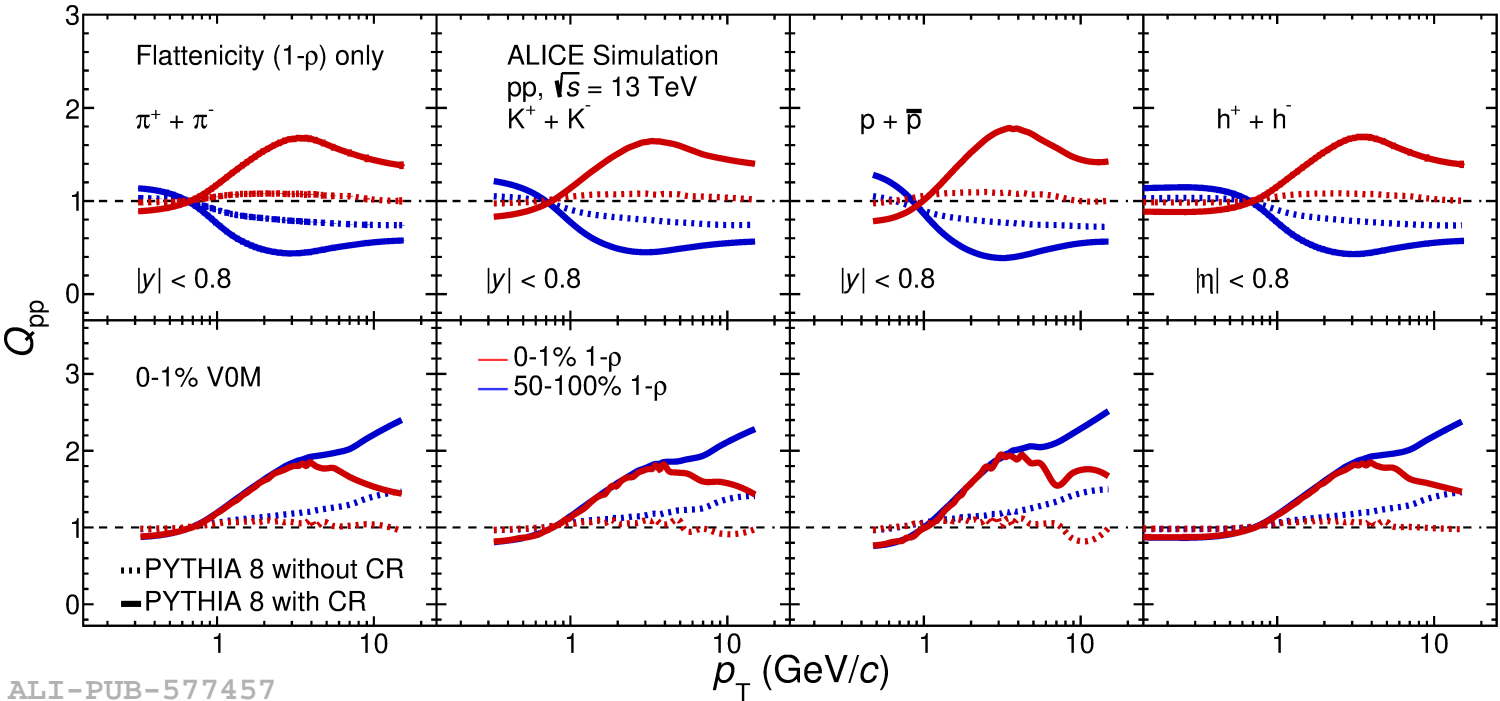 3
2
1
0
Flattenicity (1-ρ) only
π⁺ + π⁻
|y| < 0.8
ALICE Simulation
pp, √s = 13 TeV
K⁺ + K⁻
|y| < 0.8
p + p̅
|y| < 0.8
h⁺ + h⁻
|η| < 0.8
Qpp
3
2
1
0
0-1% V0M
PYTHIA 8 without CR
PYTHIA 8 with CR
0-1% 1-ρ
50-100% 1-ρ
1 10 1 10 1 10 1 10
pT (GeV/c)
ALI-PUB-577457